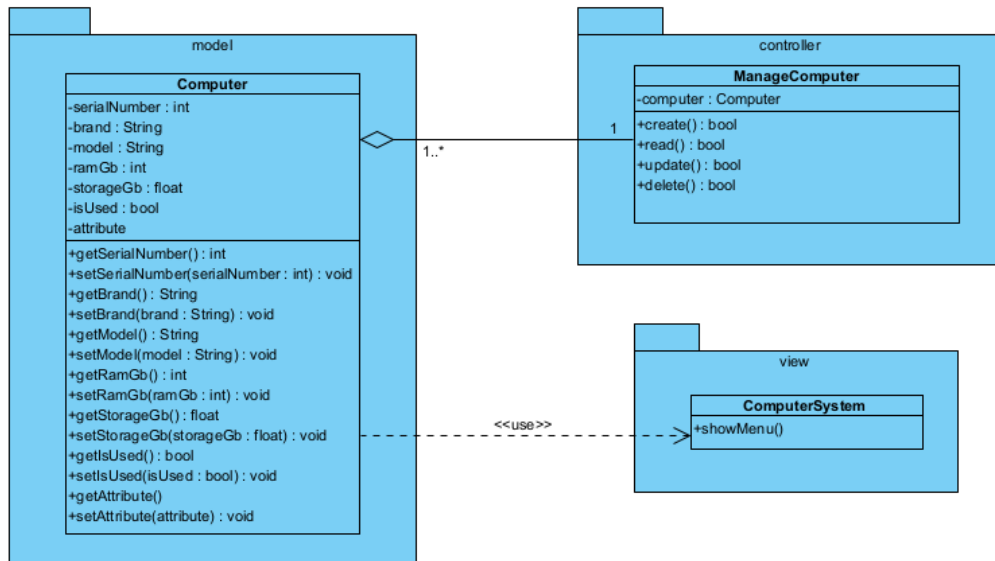 model
Computer
-serialNumber : int
-brand : String
-model : String
-ramGb : int
-storageGb : float
-isUsed : bool
-attribute
+getSerialNumber() : int
+setSerialNumber(serialNumber : int) : void
+getBrand() : String
+setBrand(brand : String) : void
+getModel() : String
+setModel(model : String) : void
+getRamGb() : int
+setRamGb(ramGb : int) : void
+getStorageGb() : float
+setStorageGb(storageGb : float) : void
+getIsUsed() : bool
+setIsUsed(isUsed : bool) : void
+getAttribute()
+setAttribute(attribute) : void
1..*
1
controller
ManageComputer
-computer : Computer
+create() : bool
+read() : bool
+update() : bool
+delete() : bool
<<use>>
view
ComputerSystem
+showMenu()